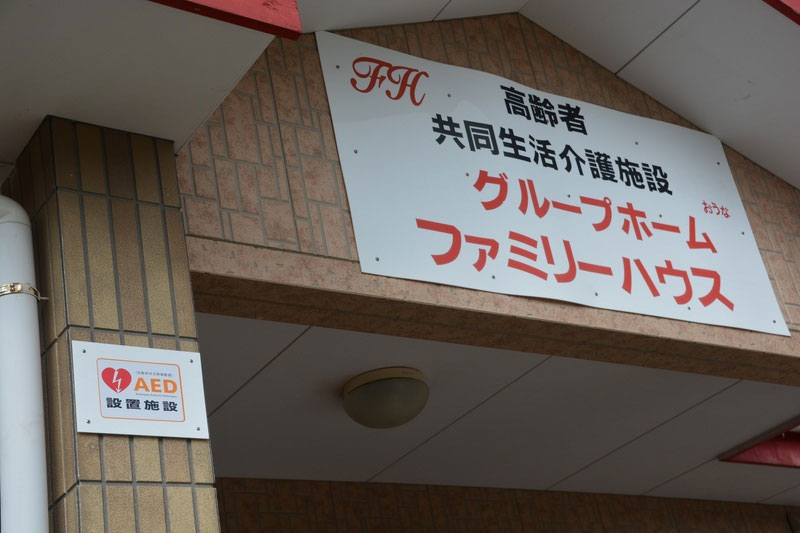 FH
高齢者
共同生活介護施設
グループホーム
おうな
ファミリーハウス
AED
設置施設